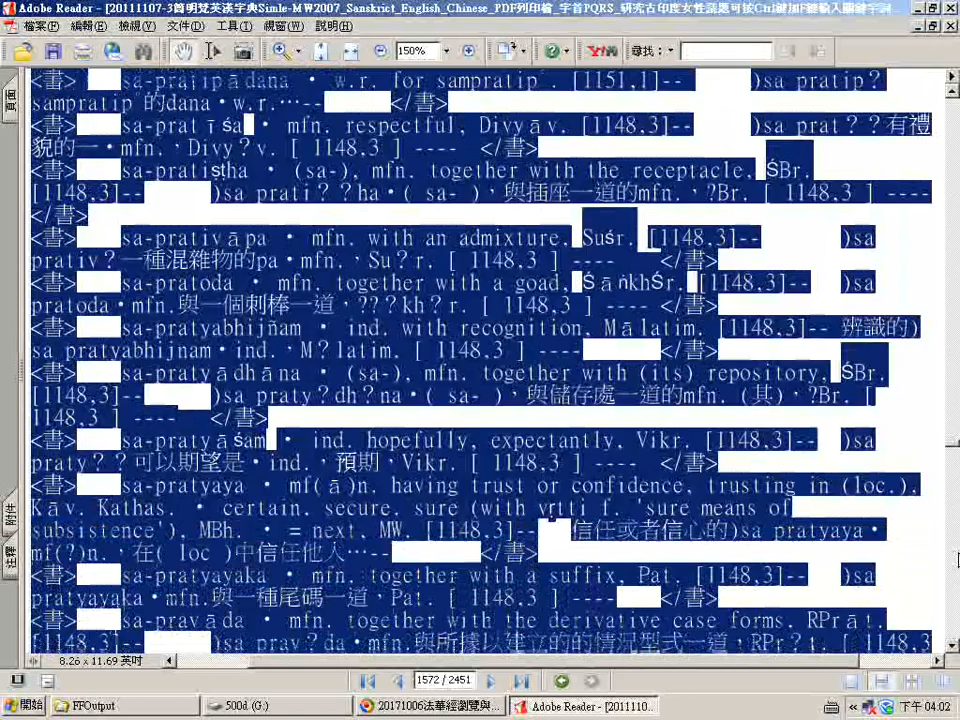 Adobe Reader - [20111107-3簡明梵英漢字典Simle-MW2007_Sanskrict_English_Chinese_PDF列印檔_字首PQRS_研究古印度女性議題可按Ctrl鍵加F鍵輸入關鍵字詞
檔案(F) 編輯(E) 檢視(V) 文件(D) 工具(T) 視窗(W) 說明(H)
150% 尋找：
頁面
<書> sa-pratipādana • w.r. for sampratip . [1151,1]-- )sa pratip?
sampratip 的dana•w.r.…-- </書>
<書> sa-pratīśa • mfn. respectful, Divyāv. [1148,3]-- )sa prat？？有禮
貌的一•mfn.，Divy？v. [ 1148,3 ] ---- </書>
<書> sa-pratiṣṭha • (sa-), mfn. together with the receptacle, ŚBr.
[1148,3]-- )sa prati？？ha•( sa- )，與插座一道的mfn.，?Br. [ 1148,3 ] ----
</書>
<書> sa-prativāpa • mfn. with an admixture, Suśr. [1148,3]-- )sa
prativ？一種混雜物的pa•mfn.，Su？r. [ 1148,3 ] ---- </書>
<書> sa-pratoda • mfn. together with a goad, ŚāṅkhŚr. [1148,3]-- )sa
pratoda•mfn.與一個刺棒一道，???kh？r. [ 1148,3 ] ---- </書>
<書> sa-pratyabhijñam • ind. with recognition, Mālatim. [1148,3]-- 辨識的)
sa pratyabhijnam•ind.，M？latim. [ 1148,3 ] ---- </書>
<書> sa-pratyādhāna • (sa-), mfn. together with (its) repository, ŚBr.
[1148,3]-- )sa praty？dh？na•( sa- )，與儲存處一道的mfn. (其)，?Br. [
1148,3 ] ---- </書>
<書> sa-pratyāśam • ind. hopefully, expectantly, Vikr. [1148,3]-- )sa
praty？？可以期望是•ind.，預期，Vikr. [ 1148,3 ] ---- </書>
<書> sa-pratyaya • mf(ā)n. having trust or confidence, trusting in (loc.),
Kāv. Kathas. • certain. secure. sure (with vṛtti f. 'sure means of
subsistence'), MBh. • = next, MW. [1148,3]-- 信任或者信心的)sa pratyaya•
mf(?)n.，在( loc )中信任他人…-- </書>
<書> sa-pratyayaka • mfn. together with a suffix, Pat. [1148,3]-- )sa
pratyayaka•mfn.與一種尾碼一道，Pat. [ 1148,3 ] ---- </書>
<書> sa-pravāda • mfn. together with the derivative case forms. RPrāt.
[1148,3]-- )sa prav？da•mfn.與所據以建立的的情況型式一道，RPr？t. [ 1148,3
附件
注釋
8.26 x 11.69 英吋
1572 / 2451
開始 FFOutput 500d (G:) 20171006法華經瀏覽與... Adobe Reader - [2011110... 下午 04:02